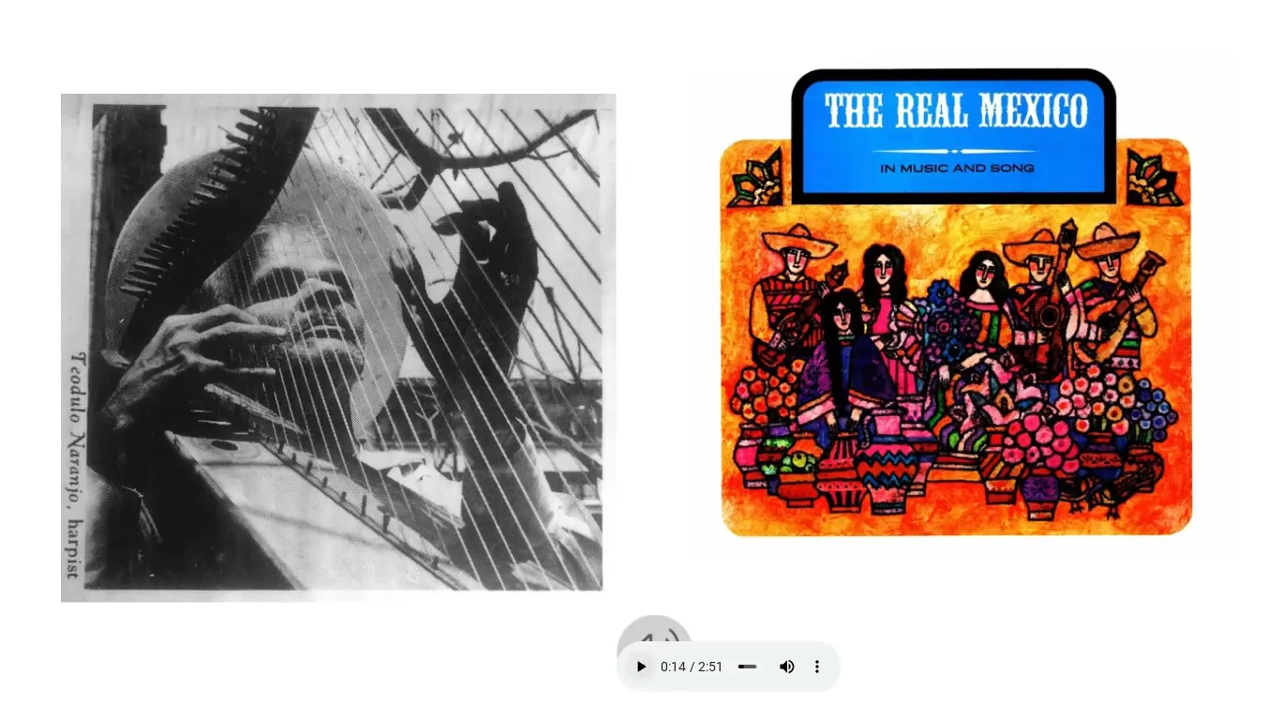 Teodulo Naranjo, harpist
THE REAL MEXICO
IN MUSIC AND SONG
0:14 / 2:51